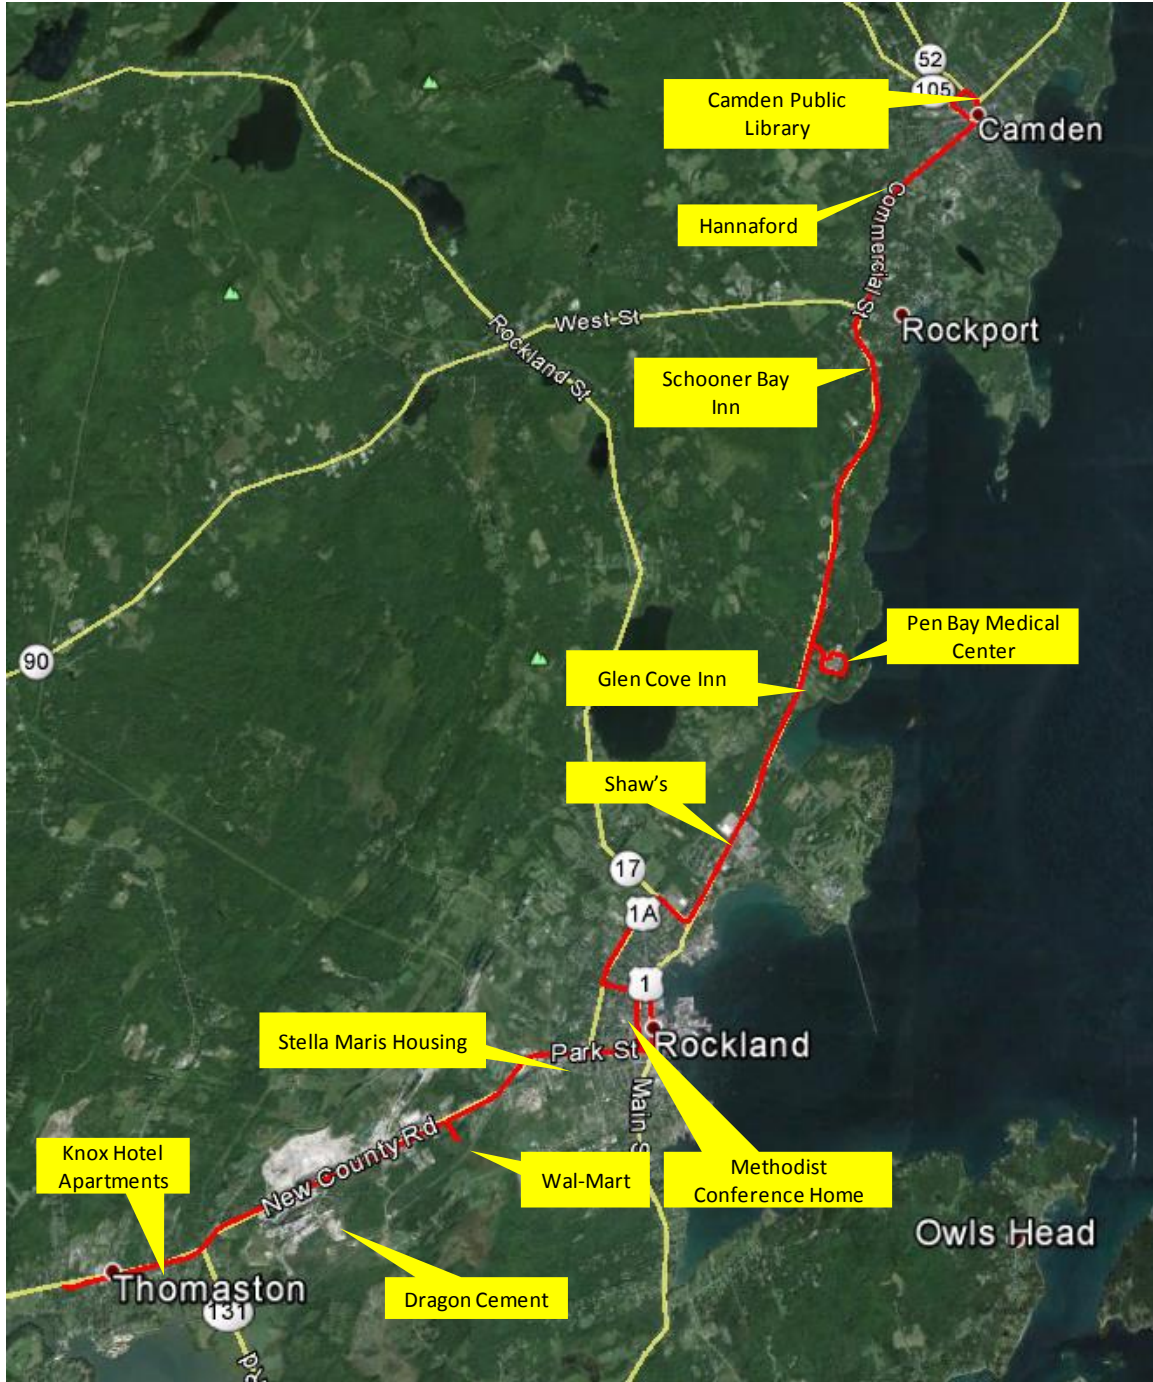 52
105
Camden Public
Library
Camden
Hannaford
Commercial St
West St
Rockport
Rockland St
Schooner Bay
Inn
90
Pen Bay Medical
Center
Glen Cove Inn
Shaw's
17
1A
1
Stella Maris Housing
Park St
Rockland
Main S
New County Rd
Knox Hotel
Apartments
Wal-Mart
Methodist
Conference Home
Owls Head
Thomaston
Dragon Cement
131
Rd